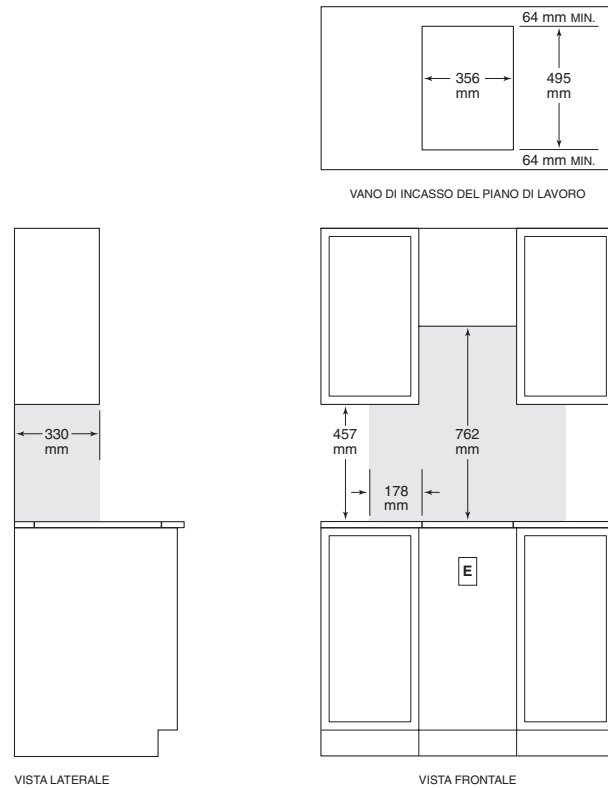 64 mm MIN.
356
mm
495
mm
64 mm MIN.
VANO DI INCASSO DEL PIANO DI LAVORO
330
mm
457
mm
762
mm
178
mm
E
VISTA LATERALE
VISTA FRONTALE